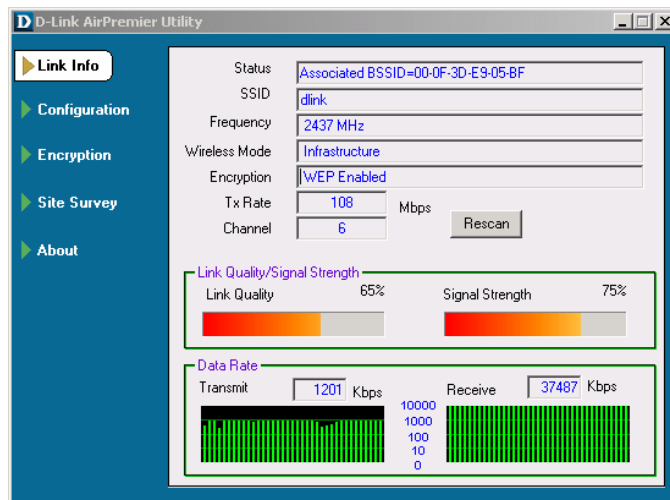 D-Link AirPremier Utility
Link Info
Configuration
Encryption
Site Survey
About
Status Associated BSSID=00-0F-3D-E9-05-BF
SSID dlink
Frequency 2437 MHz
Wireless Mode Infrastructure
Encryption WEP Enabled
Tx Rate 108 Mbps
Channel 6
Rescan
Link Quality/Signal Strength
Link Quality 65%
Signal Strength 75%
Data Rate
Transmit 1201 Kbps
Receive 37487 Kbps
10000
1000
100
10
0